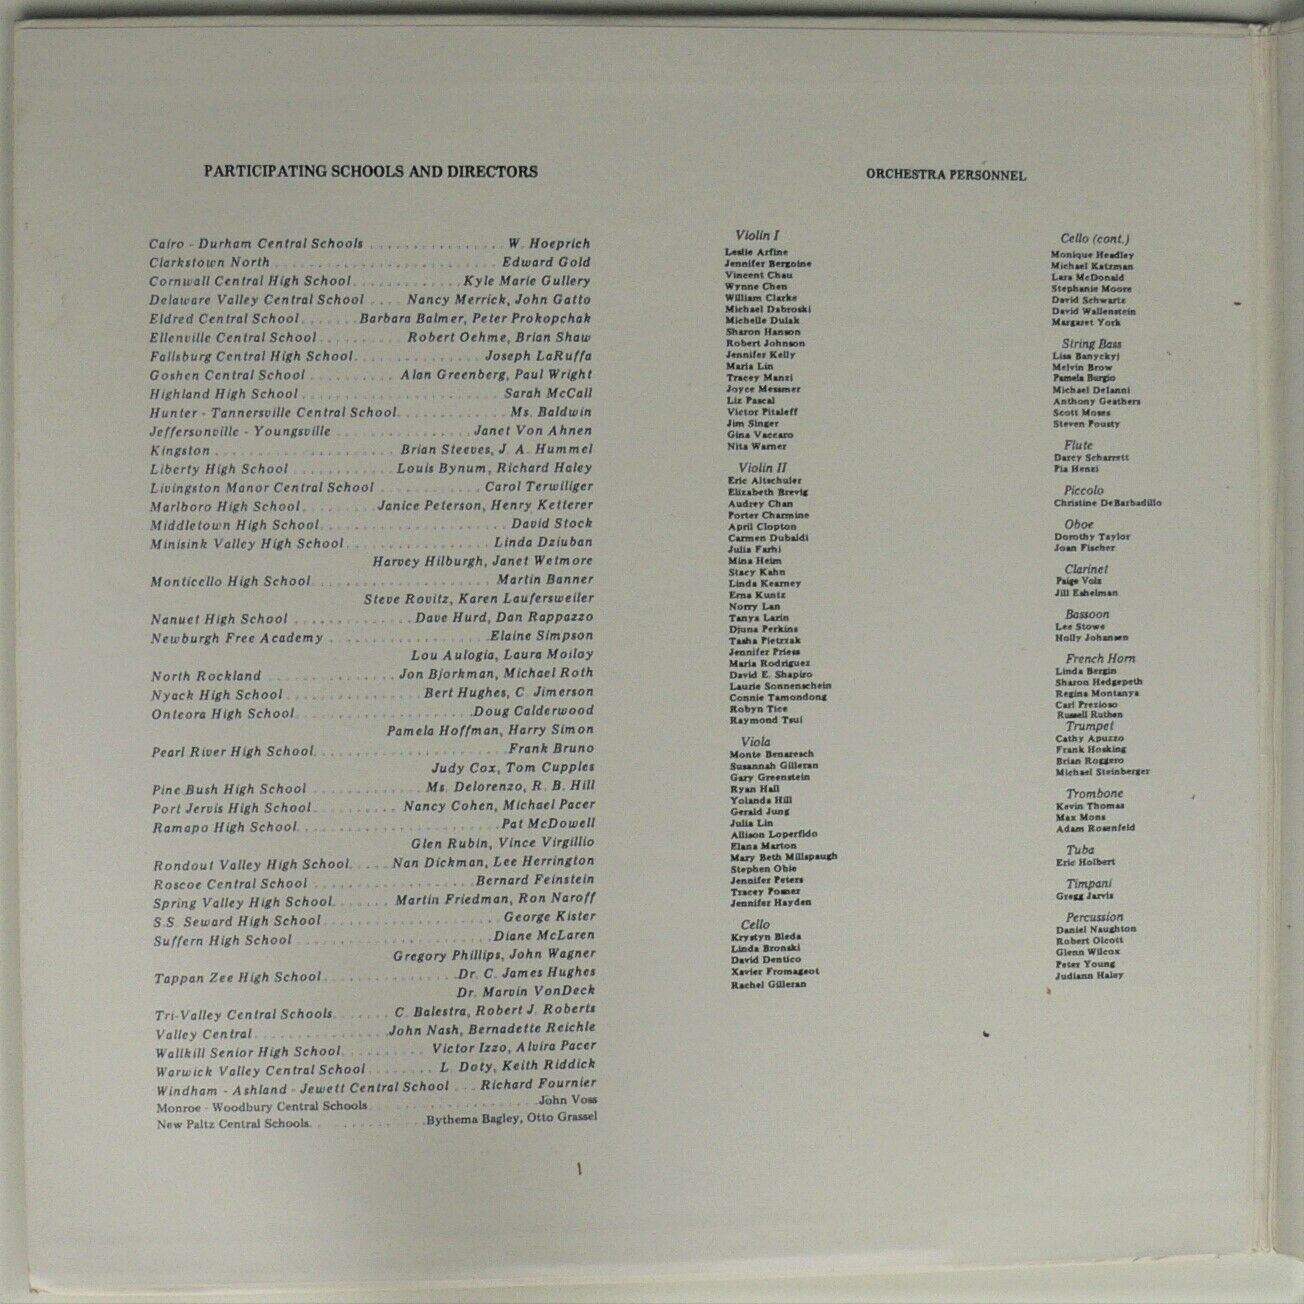 PARTICIPATING SCHOOLS AND DIRECTORS
Cairo - Durham Central Schools ................ W. Hoeprich
Clarkstown North .......................... Edward Gold
Cornwall Central High School............. Kyle Marie Gullery
Delaware Valley Central School .... Nancy Merrick, John Gatto
Eldred Central School....... Barbara Balmer, Peter Prokopchak
Ellenville Central School.......... Robert Oehme, Brian Shaw
Fallsburg Central High School............... Joseph LaRuffa
Goshen Central School .......... Alan Greenberg, Paul Wright
Highland High School ........................ Sarah McCall
Hunter - Tannersville Central School............. Ms. Baldwin
Jeffersonville - Youngsville ................ Janet Von Ahnen
Kingston ..................... Brian Steeves, J. A. Hummel
Liberty High School ............ Louis Bynum, Richard Haley
Livingston Manor Central School ............ Carol Terwiliger
Marlboro High School......... Janice Peterson, Henry Ketterer
Middletown High School....................... David Stock
Minisink Valley High School................. Linda Dziuban
Harvey Hilburgh, Janet Wetmore
Monticello High School...................... Martin Banner
Steve Rovitz, Karen Laufersweiler
Nanuet High School .............. Dave Hurd, Dan Rappazzo
Newburgh Free Academy ................... Elaine Simpson
Lou Aulogia, Laura Moiloy
North Rockland ............... Jon Bjorkman, Michael Roth
Nyack High School ................ Bert Hughes, C. Jimerson
Onteora High School..................... Doug Calderwood
Pamela Hoffman, Harry Simon
Pearl River High School....................... Frank Bruno
Judy Cox, Tom Cupples
Pine Bush High School ............. Ms. Delorenzo, R. B. Hill
Port Jervis High School.......... Nancy Cohen, Michael Pacer
Ramapo High School........................ Pat McDowell
Glen Rubin, Vince Virgillio
Rondout Valley High School..... Nan Dickman, Lee Herrington
Roscoe Central School ................... Bernard Feinstein
Spring Valley High School....... Martin Friedman, Ron Naroff
S.S. Seward High School ..................... George Kister
Suffern High School ....................... Diane McLaren
Gregory Phillips, John Wagner
Tappan Zee High School................ Dr. C. James Hughes
Dr. Marvin VonDeck
Tri-Valley Central Schools....... C. Balestra, Robert J. Roberts
Valley Central................ John Nash, Bernadette Reichle
Wallkill Senior High School.......... Victor Izzo, Alvira Pacer
Warwick Valley Central School ........ L. Doty, Keith Riddick
Windham - Ashland - Jewett Central School ... Richard Fournier
Monroe - Woodbury Central Schools.................... John Voss
New Paltz Central Schools.............. Bythema Bagley, Otto Grassel
ORCHESTRA PERSONNEL
Violin I
Leslie Arfine
Jennifer Bergoine
Vincent Chau
Wynne Chen
William Clarke
Michael Dabroski
Michelle Dulak
Sharon Hanson
Robert Johnson
Jennifer Kelly
Maria Lin
Tracey Manzi
Joyce Messmer
Liz Pascal
Victor Pitaleff
Jim Singer
Gina Vaccaro
Nita Warner
Violin II
Eric Altschuler
Elizabeth Brevig
Audrey Chan
Porter Charmine
April Clopton
Carmen Dubaldi
Julia Farhi
Mina Heim
Stacy Kahn
Linda Kearney
Erna Kuntz
Norry Lan
Tanya Larin
Djuna Perkins
Tasha Pietrzak
Jennifer Priess
Maria Rodriguez
David E. Shapiro
Laurie Sonnenschein
Connie Tamondong
Robyn Tice
Raymond Tsui
Viola
Monte Benaresch
Susannah Gilleran
Gary Greenstein
Ryan Hall
Yolanda Hill
Gerald Jung
Julia Lin
Allison Loperfido
Elana Marton
Mary Beth Millspaugh
Stephen Obie
Jennifer Peters
Tracey Posner
Jennifer Hayden
Cello
Krystyn Bleda
Linda Bronski
David Dentico
Xavier Fromageot
Rachel Gilleran
Cello (cont.)
Monique Headley
Michael Katzman
Lara McDonald
Stephanie Moore
David Schwartz
David Wallenstein
Margaret York
String Bass
Lisa Banyckyj
Melvin Brow
Pamela Burgio
Michael Delanni
Anthony Geathers
Scott Moses
Steven Pousty
Flute
Darcy Scharrett
Pia Henzi
Piccolo
Christine DeBarbadillo
Oboe
Dorothy Taylor
Joan Fischer
Clarinet
Paige Volz
Jill Eshelman
Bassoon
Lee Stowe
Holly Johansen
French Horn
Linda Bergin
Sharon Hedgepeth
Regina Montanya
Carl Prezioso
Russell Ruthen
Trumpet
Cathy Apuzzo
Frank Hosking
Brian Roggero
Michael Steinberger
Trombone
Kevin Thomas
Max Mons
Adam Rosenfeld
Tuba
Eric Holbert
Timpani
Gregg Jarvis
Percussion
Daniel Naughton
Robert Olcott
Glenn Wilcox
Peter Young
Judiann Haley